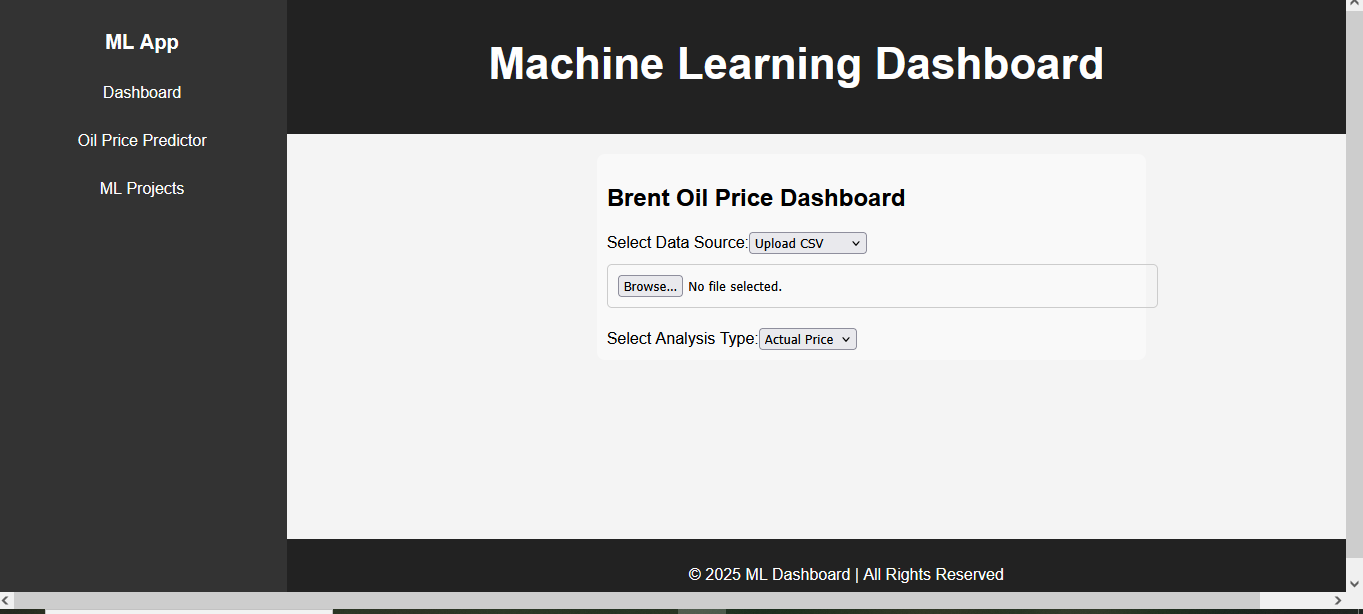 ML App
Dashboard
Oil Price Predictor
ML Projects
Machine Learning Dashboard
Brent Oil Price Dashboard
Select Data Source: Upload CSV
Browse... No file selected.
Select Analysis Type: Actual Price
© 2025 ML Dashboard | All Rights Reserved